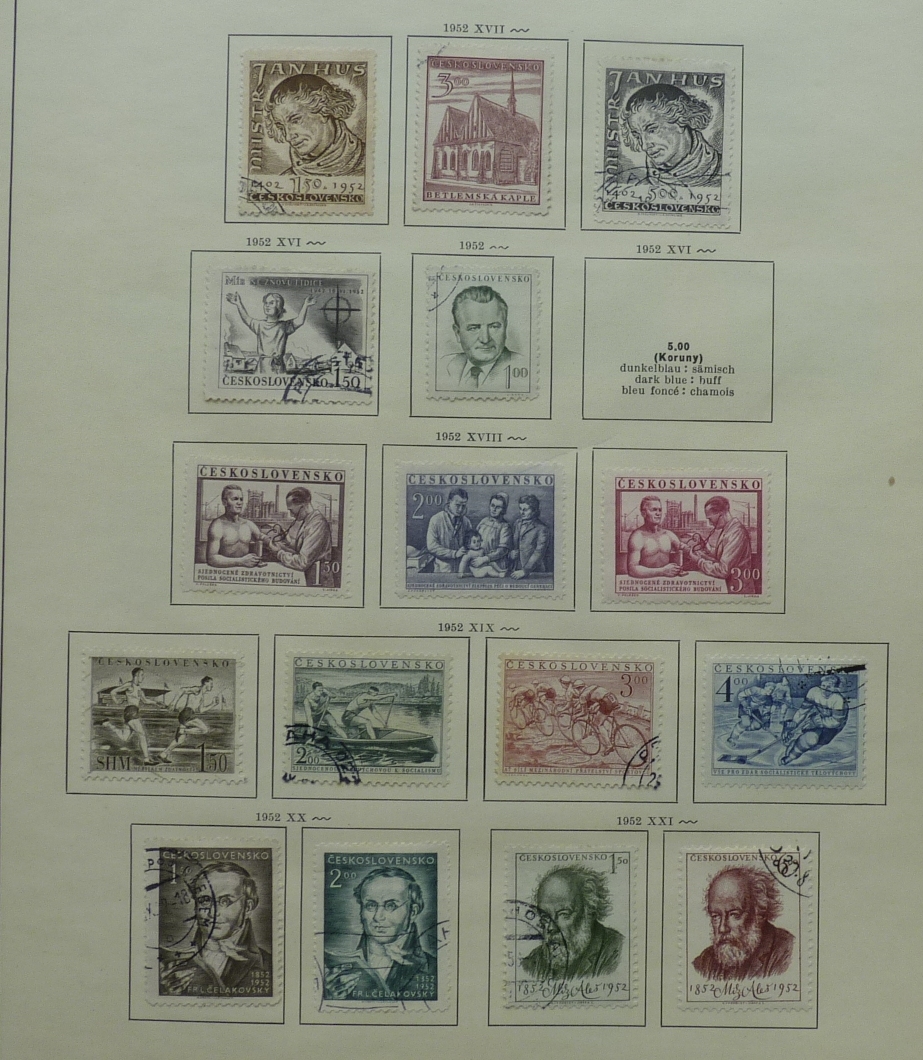 1952 XVII
MISTR JAN HUS
1402 1.50 1952
ČESKOSLOVENSKO
ČESKOSLOVENSKO
3.00
BETLEMSKÁ KAPLE
MISTR JAN HUS
1402 5.00 1952
ČESKOSLOVENSKO
1952 XVI
1952
1952 XVI
ČESKOSLOVENSKO 1.50
ČESKOSLOVENSKO
1.00
5,00
(Koruny)
dunkelblau : sämisch
dark blue : buff
bleu foncé : chamois
1952 XVIII
ČESKOSLOVENSKO
1.50
SJEDNOCENÉ ZDRAVOTNICTVÍ
POSILA SOCIALISTICKÉHO BUDOVÁNÍ
ČESKOSLOVENSKO
2.00
ČESKOSLOVENSKO
3.00
SJEDNOCENÉ ZDRAVOTNICTVÍ
POSILA SOCIALISTICKÉHO BUDOVÁNÍ
1952 XIX
ČESKOSLOVENSKO
SHM 1.50
ČESKOSLOVENSKO
2.00
ČESKOSLOVENSKO
3.00
ČESKOSLOVENSKO
4.00
1952 XX
1952 XXI
ČESKOSLOVENSKO
1
1852
1952
FR.L.ČELAKOVSKÝ
ČESKOSLOVENSKO
2.00
1852
1952
FR.L.ČELAKOVSKÝ
ČESKOSLOVENSKO
1.50
1852 Mik. Aleš 1952
ČESKOSLOVENSKO
1852 Mik. Aleš 1952